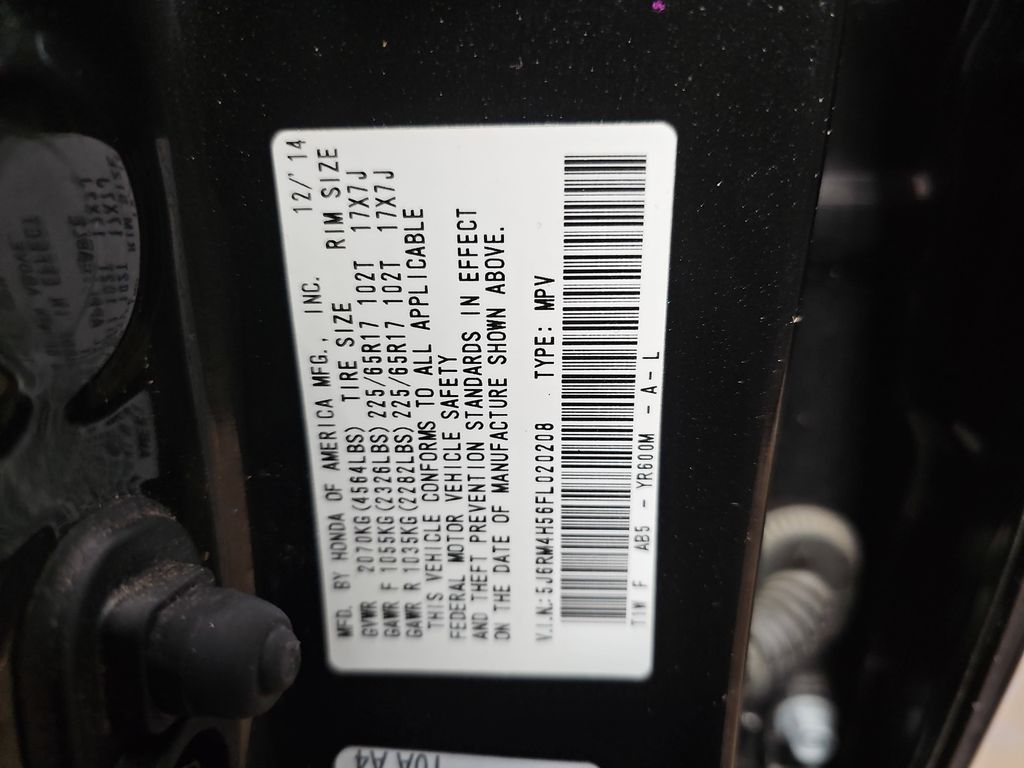 MFD. BY HONDA OF AMERICA MFG., INC. 12/'14
GVWR 2070KG(4564LBS) TIRE SIZE RIM SIZE
GAWR F 1055KG(2326LBS) 225/65R17 102T 17X7J
GAWR R 1035KG(2282LBS) 225/65R17 102T 17X7J
THIS VEHICLE CONFORMS TO ALL APPLICABLE
FEDERAL MOTOR VEHICLE SAFETY
AND THEFT PREVENTION STANDARDS IN EFFECT
ON THE DATE OF MANUFACTURE SHOWN ABOVE.
V.I.N: 5J6RM4H56FL020208 TYPE: MPV
TIW F AB5 - YR600M - A - L